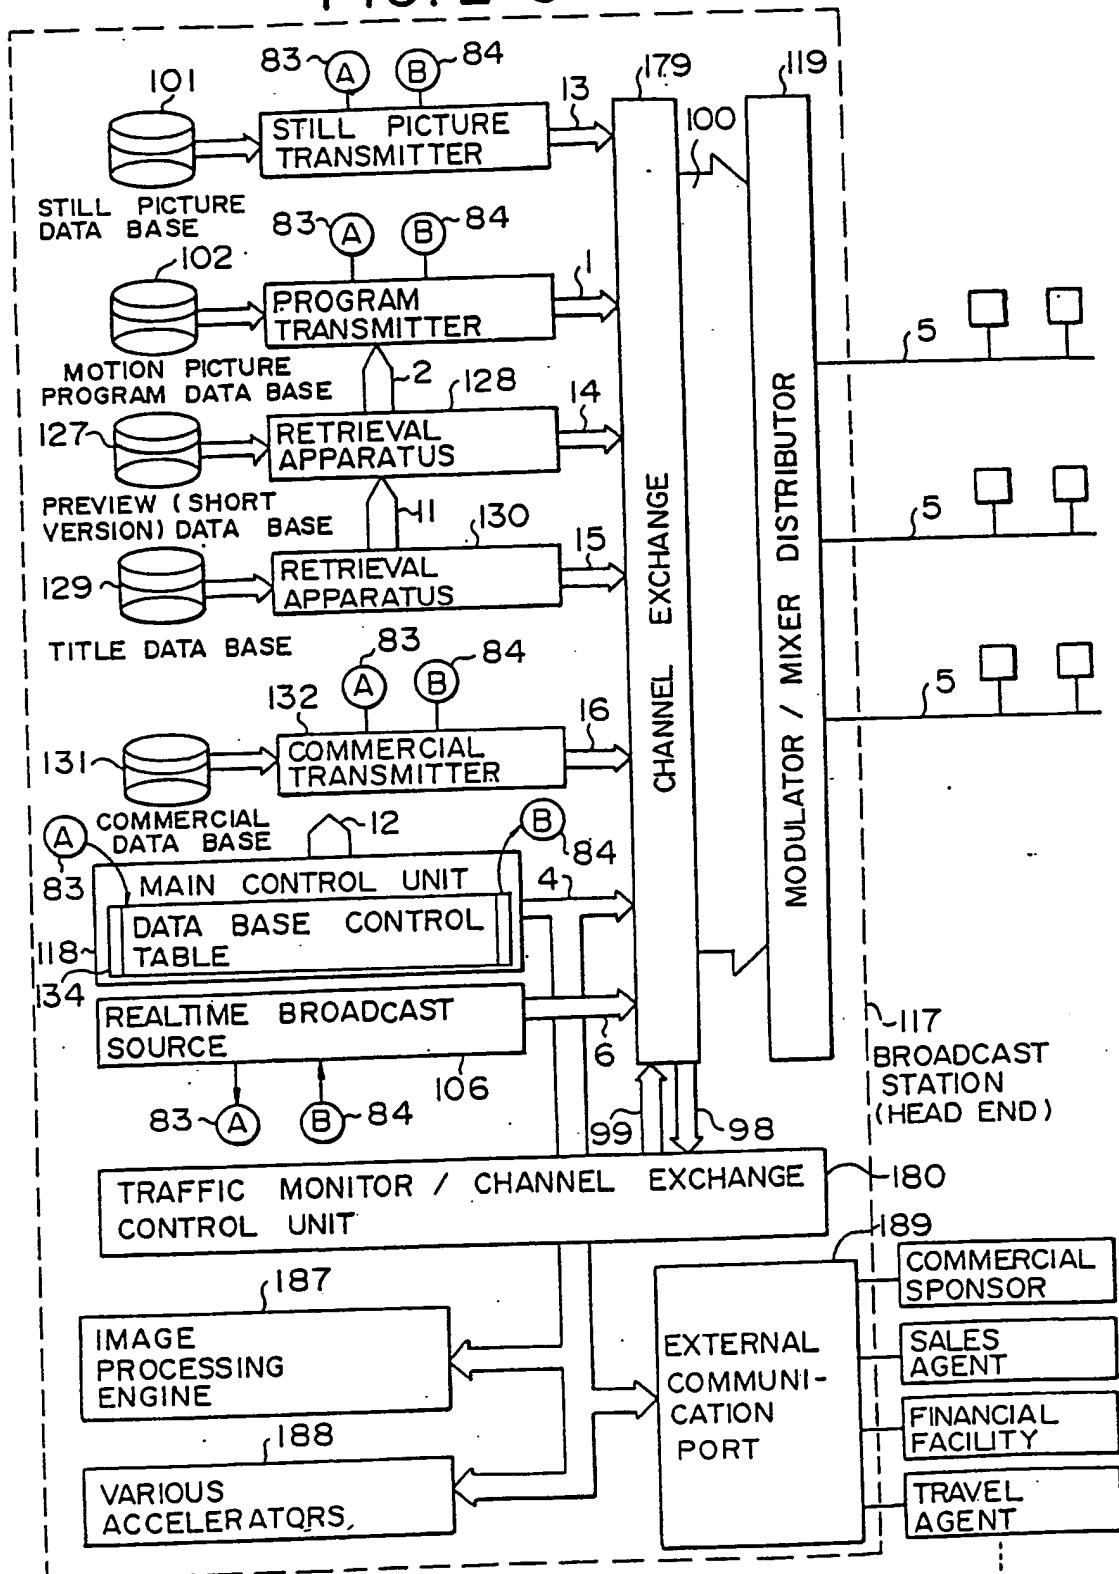 83 A B 84
101
13
179
119
100
STILL PICTURE
TRANSMITTER
STILL PICTURE
DATA BASE
83 A B 84
102
1
PROGRAM
TRANSMITTER
MOTION PICTURE
PROGRAM DATA BASE
2
128
127
14
RETRIEVAL
APPARATUS
PREVIEW (SHORT
VERSION) DATA BASE
11
130
129
15
RETRIEVAL
APPARATUS
TITLE DATA BASE
83 A B 84
132
16
131
COMMERCIAL
TRANSMITTER
COMMERCIAL
DATA BASE
12
A 83
B 84
MAIN CONTROL UNIT
4
DATA BASE CONTROL
TABLE
118
134
REALTIME BROADCAST
SOURCE
6
106
83 A B 84
99
98
CHANNEL EXCHANGE
MODULATOR / MIXER DISTRIBUTOR
5
5
5
117
BROADCAST
STATION
(HEAD END)
TRAFFIC MONITOR / CHANNEL EXCHANGE
CONTROL UNIT
180
189
187
IMAGE
PROCESSING
ENGINE
188
VARIOUS
ACCELERATORS
EXTERNAL
COMMUNI-
CATION
PORT
COMMERCIAL
SPONSOR
SALES
AGENT
FINANCIAL
FACILITY
TRAVEL
AGENT